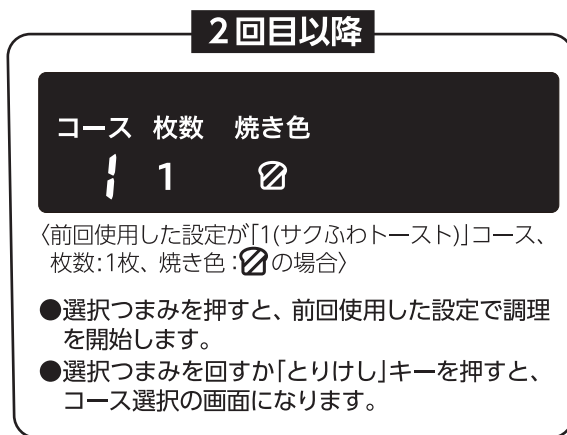 2回目以降
コース 枚数 焼き色
1 1
〈前回使用した設定が「1(サクふわトースト)」コース、
枚数:1枚、焼き色:の場合〉
●選択つまみを押すと、前回使用した設定で調理
を開始します。
●選択つまみを回すか「とりけし」キーを押すと、
コース選択の画面になります。